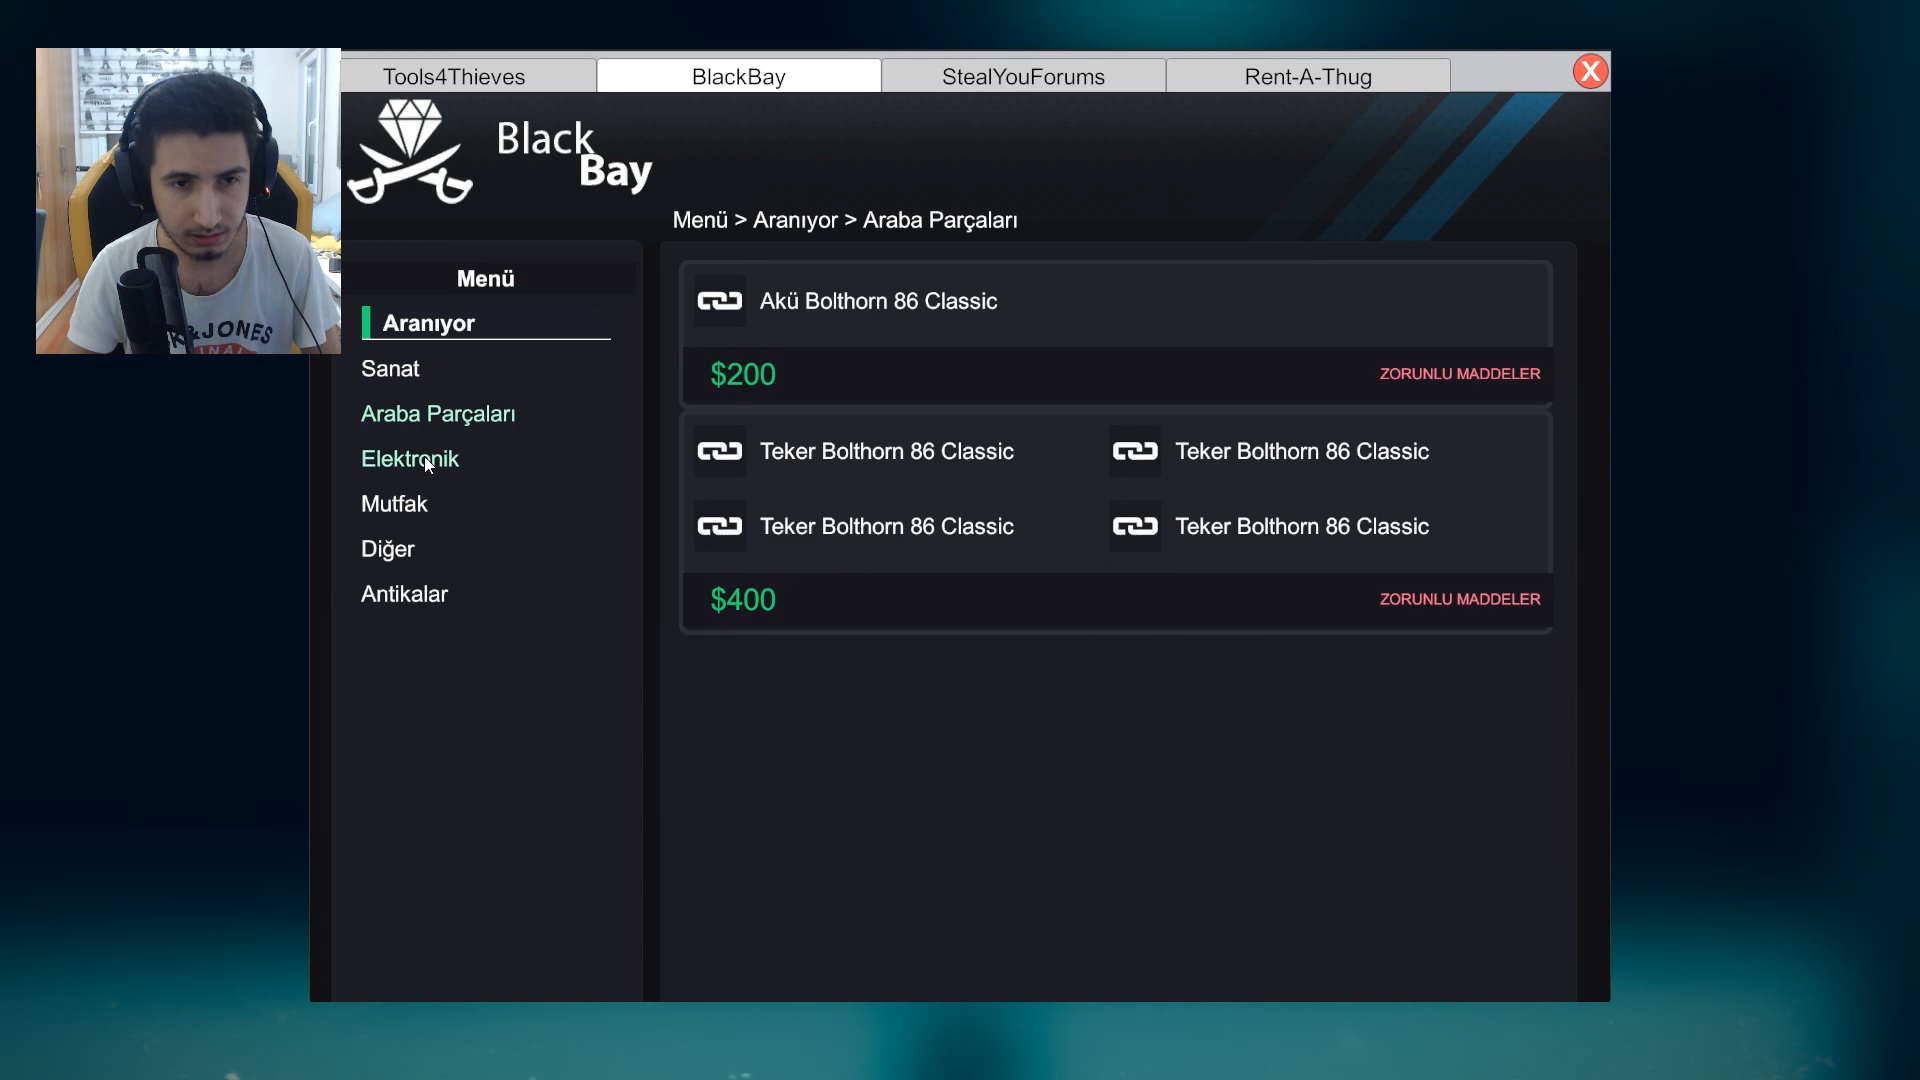 Tools4Thieves
BlackBay
StealYouForums
Rent-A-Thug
X
Black
Bay
Menü > Aranıyor > Araba Parçaları
Menü
Aranıyor
Sanat
Araba Parçaları
Elektronik
Mutfak
Diğer
Antikalar
Akü Bolthorn 86 Classic
$200
ZORUNLU MADDELER
Teker Bolthorn 86 Classic
Teker Bolthorn 86 Classic
Teker Bolthorn 86 Classic
Teker Bolthorn 86 Classic
$400
ZORUNLU MADDELER
&JONES